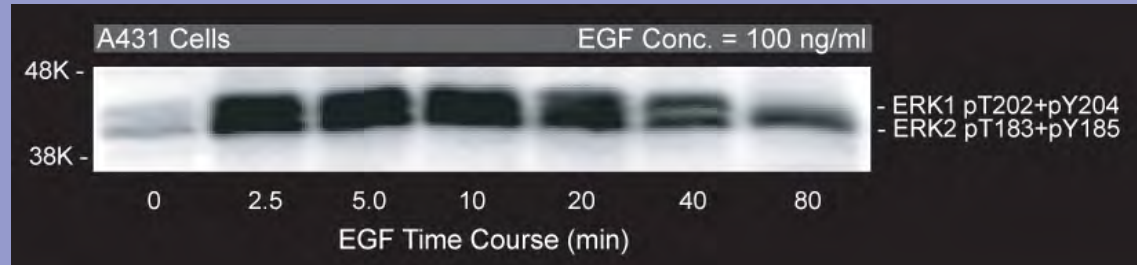 A431 Cells EGF Conc. = 100 ng/ml
48K -
- ERK1 pT202+pY204
- ERK2 pT183+pY185
38K -
0 2.5 5.0 10 20 40 80
EGF Time Course (min)